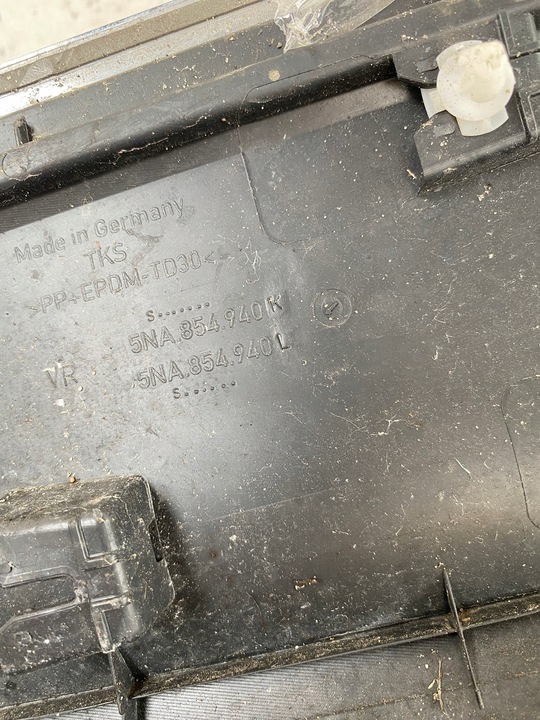 Made in Germany
TKS
>PP+EPDM-TD30<
S.......
5NA.854.940 K
VR 5NA.854.940 L
S.......